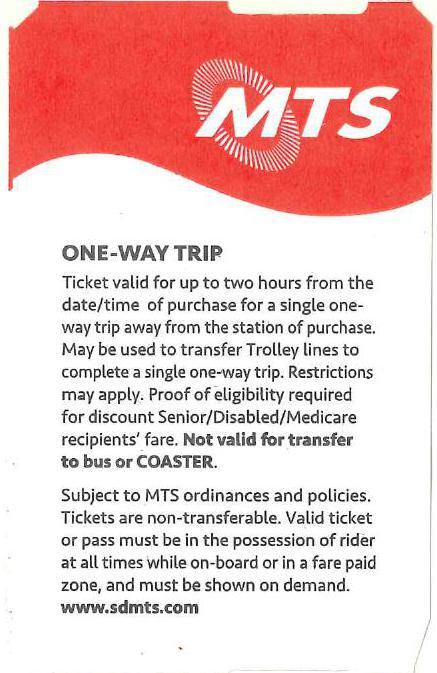 MTS
ONE-WAY TRIP
Ticket valid for up to two hours from the
date/time of purchase for a single one-
way trip away from the station of purchase.
May be used to transfer Trolley lines to
complete a single one-way trip. Restrictions
may apply. Proof of eligibility required
for discount Senior/Disabled/Medicare
recipients' fare. Not valid for transfer
to bus or COASTER.
Subject to MTS ordinances and policies.
Tickets are non-transferable. Valid ticket
or pass must be in the possession of rider
at all times while on-board or in a fare paid
zone, and must be shown on demand.
www.sdmts.com